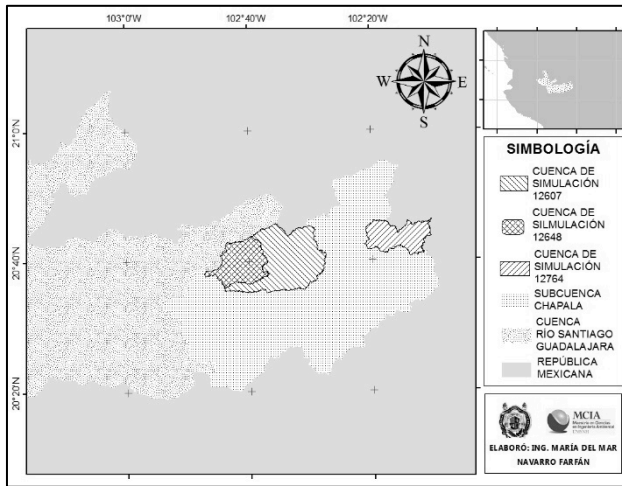 103°0'W 102°40'W 102°20'W
N
W E
S
21°0'N
20°40'N
20°20'N
SIMBOLOGÍA
CUENCA DE
SIMULACIÓN
12607
CUENCA DE
SILMULACIÓN
12648
CUENCA DE
SIMULACIÓN
12764
SUBCUENCA
CHAPALA
CUENCA
RÍO SANTIAGO
GUADALAJARA
REPÚBLICA
MEXICANA
MCIA
ELABORÓ: ING. MARÍA DEL MAR
NAVARRO FARFÁN